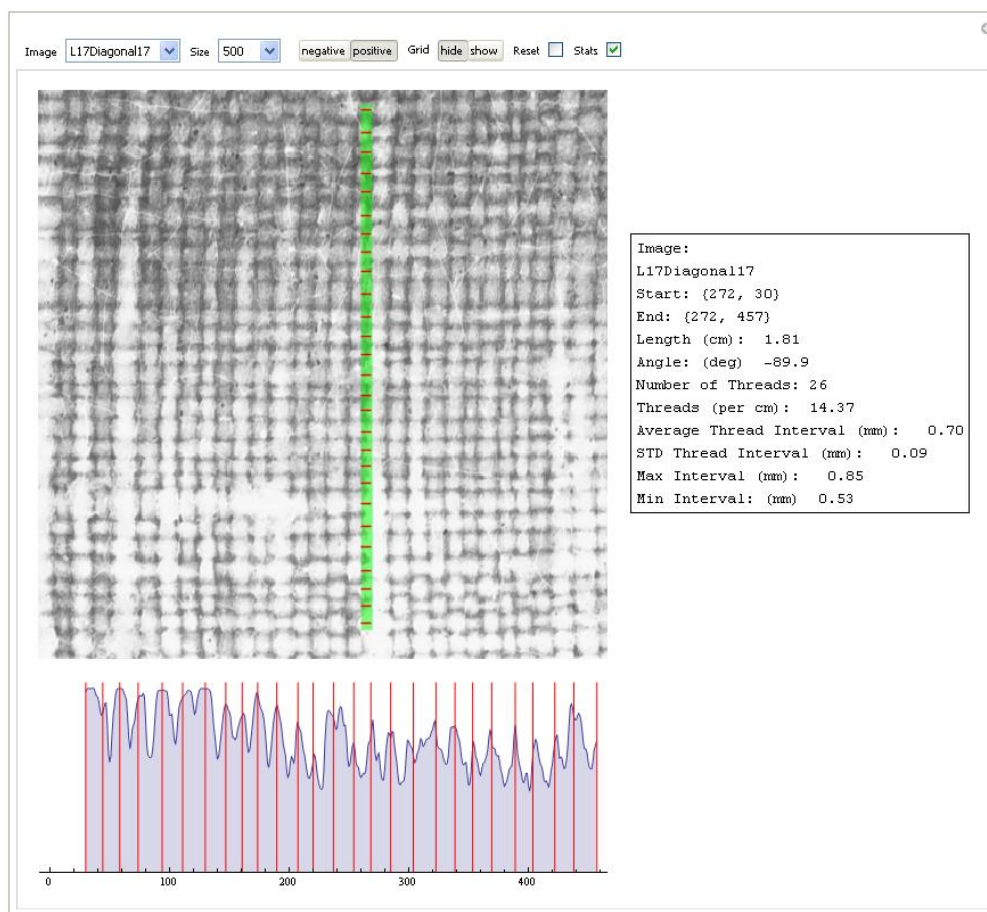 Image L17Diagonal17 Size 500 negative positive Grid hide show Reset Stats
Image:
L17Diagonal17
Start: {272, 30}
End: {272, 457}
Length (cm): 1.81
Angle: (deg) -89.9
Number of Threads: 26
Threads (per cm): 14.37
Average Thread Interval (mm): 0.70
STD Thread Interval (mm): 0.09
Max Interval (mm): 0.85
Min Interval: (mm) 0.53
0 100 200 300 400